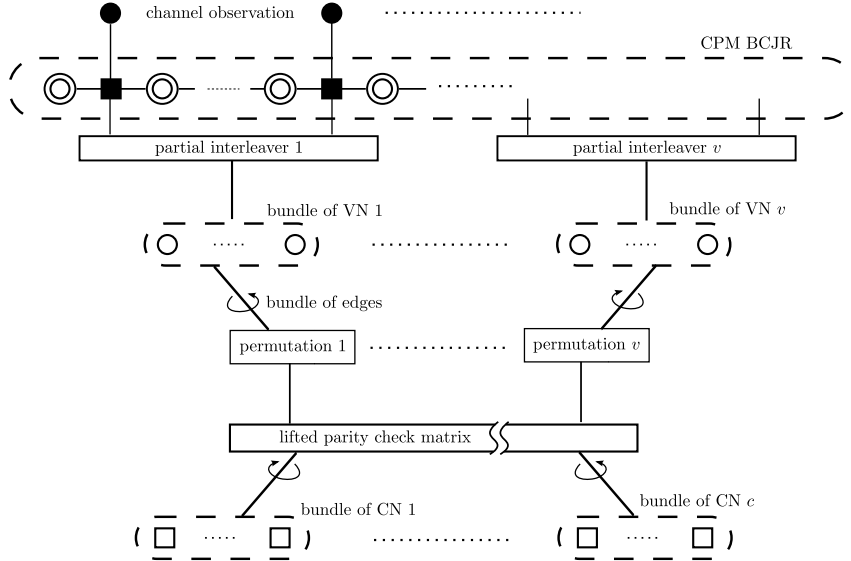 channel observation
CPM BCJR
partial interleaver 1
partial interleaver v
bundle of VN 1
bundle of VN v
bundle of edges
permutation 1
permutation v
lifted parity check matrix
bundle of CN 1
bundle of CN c